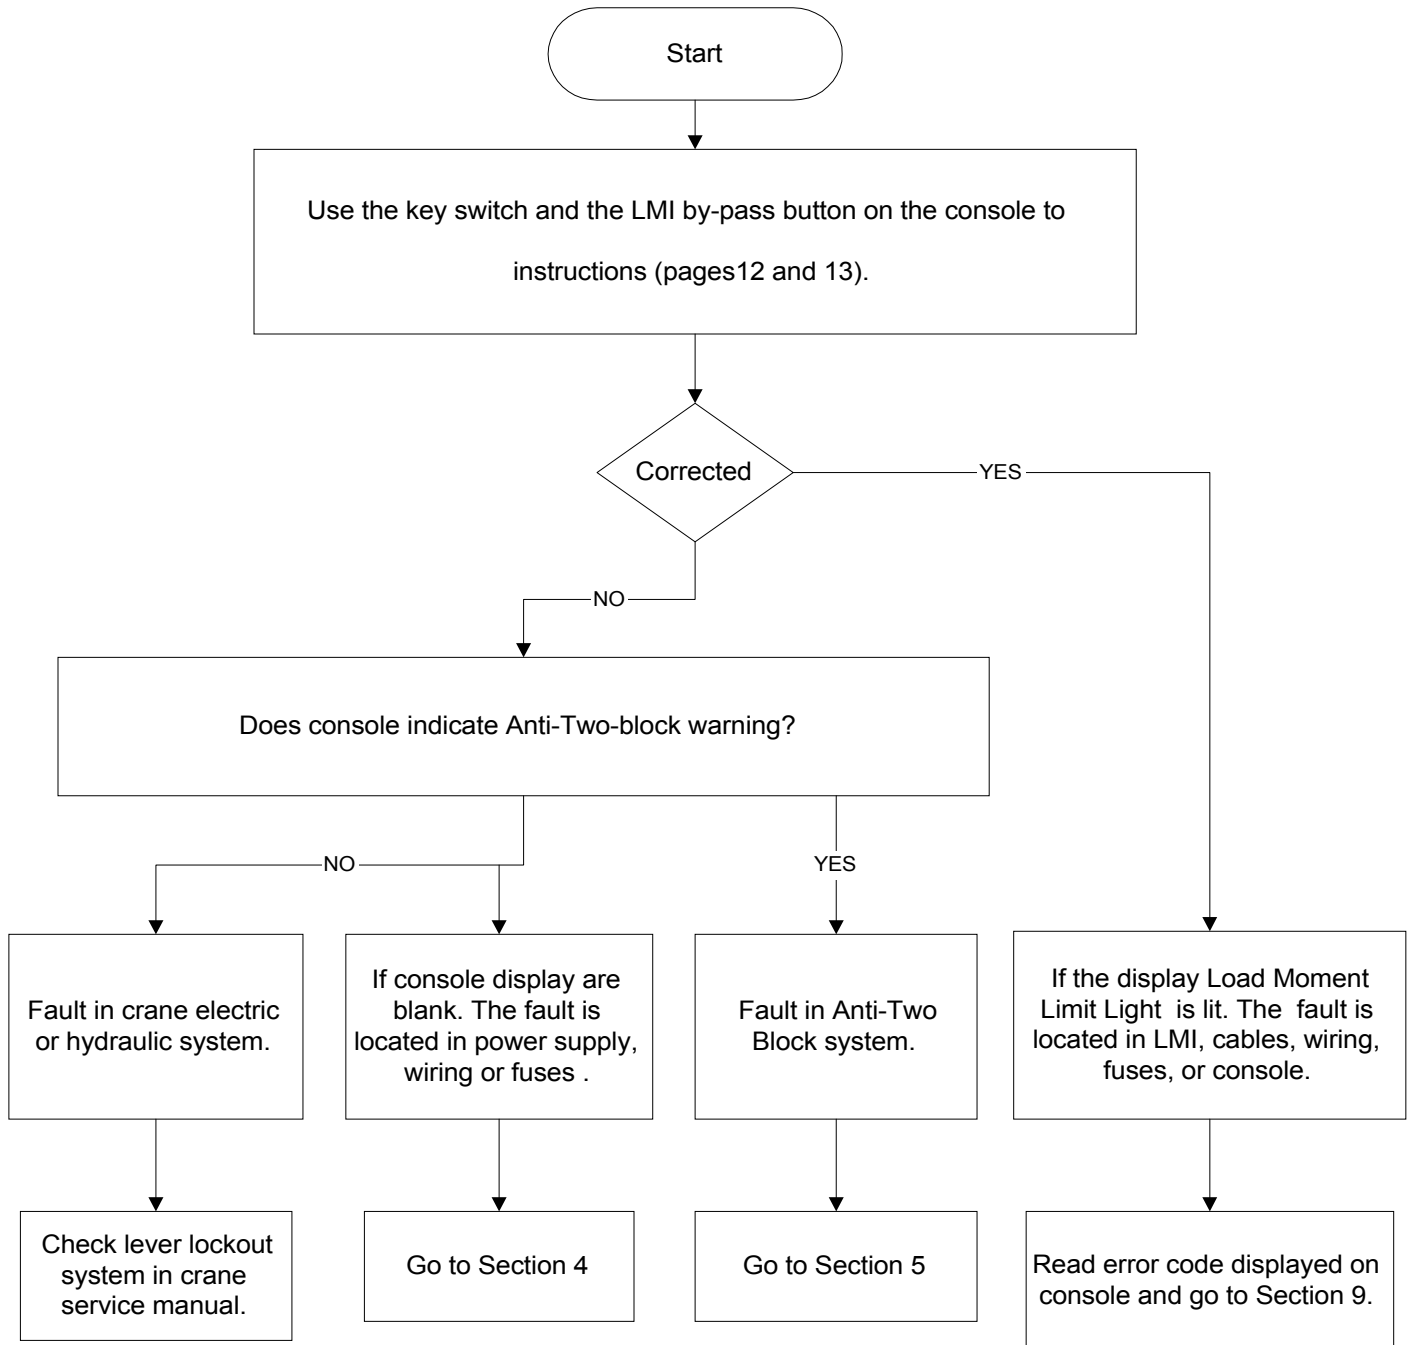 Start
Use the key switch and the LMI by-pass button on the console to
instructions (pages12 and 13).
Corrected
YES
NO
Does console indicate Anti-Two-block warning?
NO
YES
Fault in crane electric
or hydraulic system.
If console display are
blank. The fault is
located in power supply,
wiring or fuses .
Fault in Anti-Two
Block system.
If the display Load Moment
Limit Light  is lit. The  fault is
located in LMI, cables, wiring,
fuses, or console.
Check lever lockout
system in crane
service manual.
Go to Section 4
Go to Section 5
Read error code displayed on
console and go to Section 9.